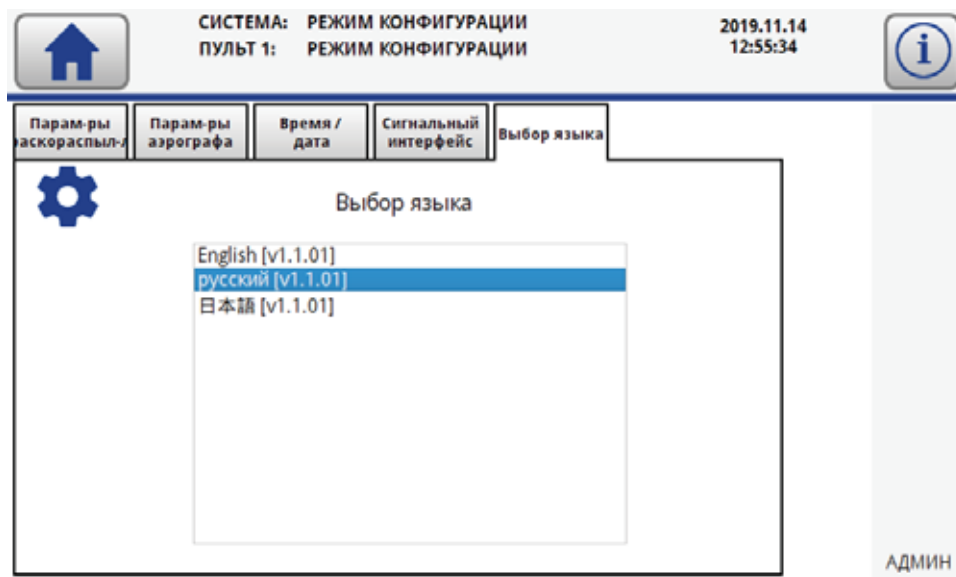 СИСТЕМА: РЕЖИМ КОНФИГУРАЦИИ
ПУЛЬТ 1: РЕЖИМ КОНФИГУРАЦИИ
2019.11.14
12:55:34
i
Парам-ры
Парам-ры
аэрографа
Время /
дата
Сигнальный
интерфейс
Выбор языка
Выбор языка
English [v1.1.01]
русский [v1.1.01]
日本語 [v1.1.01]
АДМИН